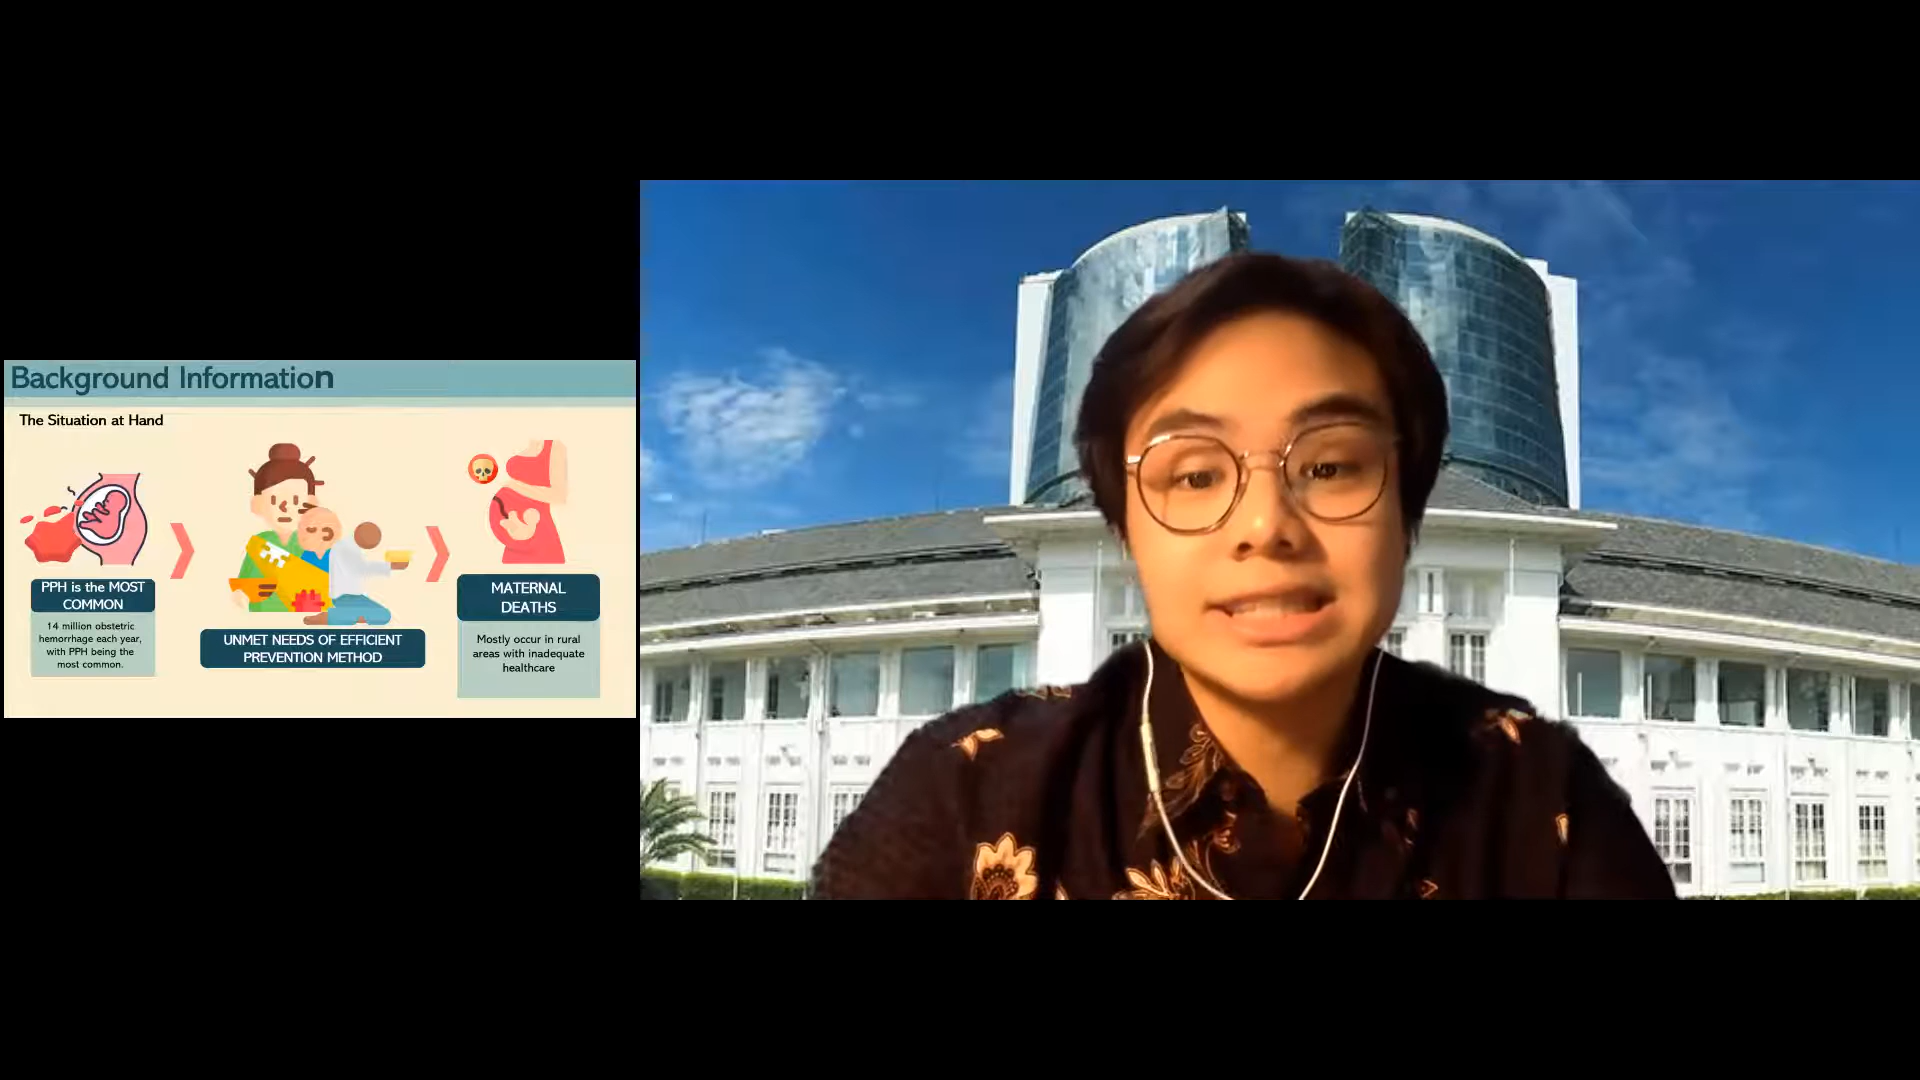 Background Information
The Situation at Hand
PPH is the MOST
COMMON
14 million obstetric
hemorrhage each year,
with PPH being the
most common.
UNMET NEEDS OF EFFICIENT
PREVENTION METHOD
MATERNAL
DEATHS
Mostly occur in rural
areas with inadequate
healthcare